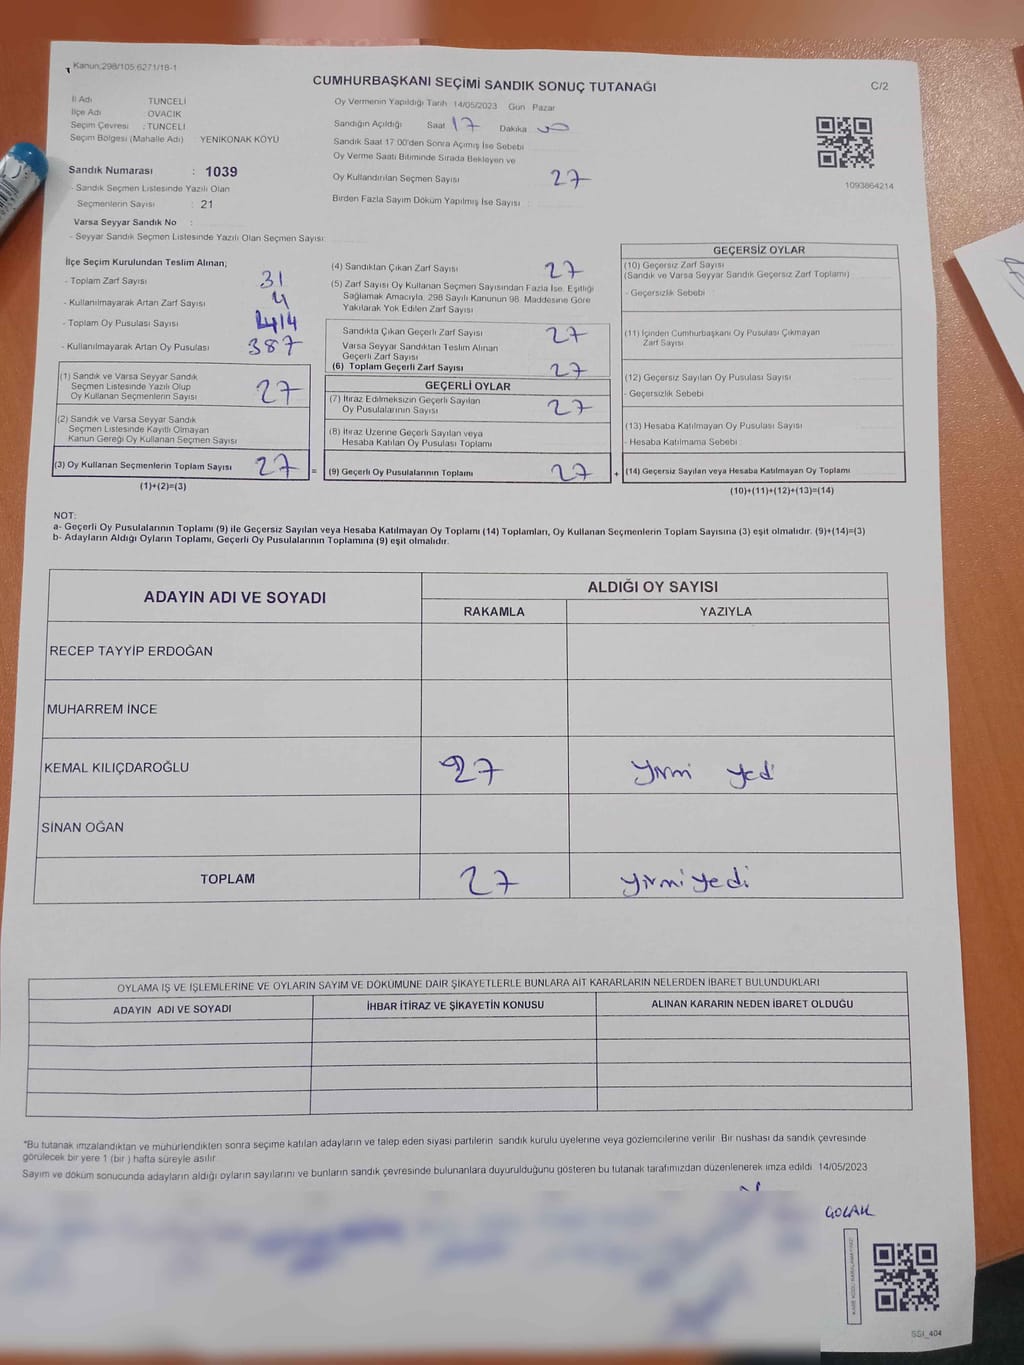 Kanun;298/105.6271/18-1
CUMHURBAŞKANI SEÇİMİ SANDIK SONUÇ TUTANAĞI
C/2
İl Adı TUNCELİ
İlçe Adı OVACIK
Seçim Çevresi : TUNCELİ
Seçim Bölgesi (Mahalle Adı) YENİKONAK KÖYÜ
Sandık Numarası : 1039
- Sandık Seçmen Listesinde Yazılı Olan
Seçmenlerin Sayısı : 21
Varsa Seyyar Sandık No :
- Seyyar Sandık Seçmen Listesinde Yazılı Olan Seçmen Sayısı:
Oy Vermenin Yapıldığı Tarih 14/05/2023 Gün : Pazar
Sandığın Açıldığı Saat 17 Dakika
Sandık Saat 17:00'den Sonra Açımış İse Sebebi
Oy Verme Saati Bitiminde Sırada Bekleyen ve
Oy Kullandırılan Seçmen Sayısı 27
Birden Fazla Sayım Döküm Yapılmış İse Sayısı :
1093864214
İlçe Seçim Kurulundan Teslim Alınan;
- Toplam Zarf Sayısı 31
- Kullanılmayarak Artan Zarf Sayısı 4
- Toplam Oy Pusulası Sayısı 414
- Kullanılmayarak Artan Oy Pusulası 387
(1) Sandık ve Varsa Seyyar Sandık
Seçmen Listesinde Yazılı Olup
Oy Kullanan Seçmenlerin Sayısı 27
(2) Sandık ve Varsa Seyyar Sandık
Seçmen Listesinde Kayıtlı Olmayan
Kanun Gereği Oy Kullanan Seçmen Sayısı
(3) Oy Kullanan Seçmenlerin Toplam Sayısı 27 =
(1)+(2)=(3)
(4) Sandıktan Çıkan Zarf Sayısı 27
(5) Zarf Sayısı Oy Kullanan Seçmen Sayısından Fazla İse, Eşitliği
Sağlamak Amacıyla, 298 Sayılı Kanunun 98. Maddesine Göre
Yakılarak Yok Edilen Zarf Sayısı
Sandıkta Çıkan Geçerli Zarf Sayısı 27
Varsa Seyyar Sandıktan Teslim Alınan
Geçerli Zarf Sayısı
(6) Toplam Geçerli Zarf Sayısı 27
GEÇERLİ OYLAR
(7) İtiraz Edilmeksizin Geçerli Sayılan
Oy Pusulalarının Sayısı 27
(8) İtiraz Üzerine Geçerli Sayılan veya
Hesaba Katılan Oy Pusulası Toplamı
(9) Geçerli Oy Pusulalarının Toplamı 27 +
GEÇERSİZ OYLAR
(10) Geçersiz Zarf Sayısı
(Sandık ve Varsa Seyyar Sandık Geçersiz Zarf Toplamı)
- Geçersizlik Sebebi :
(11) İçinden Cumhurbaşkanı Oy Pusulası Çıkmayan
Zarf Sayısı
(12) Geçersiz Sayılan Oy Pusulası Sayısı
- Geçersizlik Sebebi :
(13) Hesaba Katılmayan Oy Pusulası Sayısı
- Hesaba Katılmama Sebebi :
(14) Geçersiz Sayılan veya Hesaba Katılmayan Oy Toplamı
(10)+(11)+(12)+(13)=(14)
NOT:
a- Geçerli Oy Pusulalarının Toplamı (9) ile Geçersiz Sayılan veya Hesaba Katılmayan Oy Toplamı (14) Toplamları, Oy Kullanan Seçmenlerin Toplam Sayısına (3) eşit olmalıdır. (9)+(14)=(3)
b- Adayların Aldığı Oyların Toplamı, Geçerli Oy Pusulalarının Toplamına (9) eşit olmalıdır.
ADAYIN ADI VE SOYADI
ALDIĞI OY SAYISI
RAKAMLA YAZIYLA
RECEP TAYYİP ERDOĞAN
MUHARREM İNCE
KEMAL KILIÇDAROĞLU 27 Yirmi Yedi
SİNAN OĞAN
TOPLAM 27 Yirmi Yedi
OYLAMA İŞ VE İŞLEMLERİNE VE OYLARIN SAYIM VE DÖKÜMÜNE DAİR ŞİKAYETLERLE BUNLARA AİT KARARLARIN NELERDEN İBARET BULUNDUKLARI
ADAYIN ADI VE SOYADI İHBAR İTİRAZ VE ŞİKAYETİN KONUSU ALINAN KARARIN NEDEN İBARET OLDUĞU
*Bu tutanak imzalandıktan ve mühürlendikten sonra seçime katılan adayların ve talep eden siyasi partilerin sandık kurulu üyelerine veya gözlemcilerine verilir. Bir nüshası da sandık çevresinde
görülecek bir yere 1 (bir ) hafta süreyle asılır.
Sayım ve döküm sonucunda adayların aldığı oyların sayılarını ve bunların sandık çevresinde bulunanlara duyurulduğunu gösteren bu tutanak tarafımızdan düzenlenerek imza edildi. 14/05/2023
SSI_404